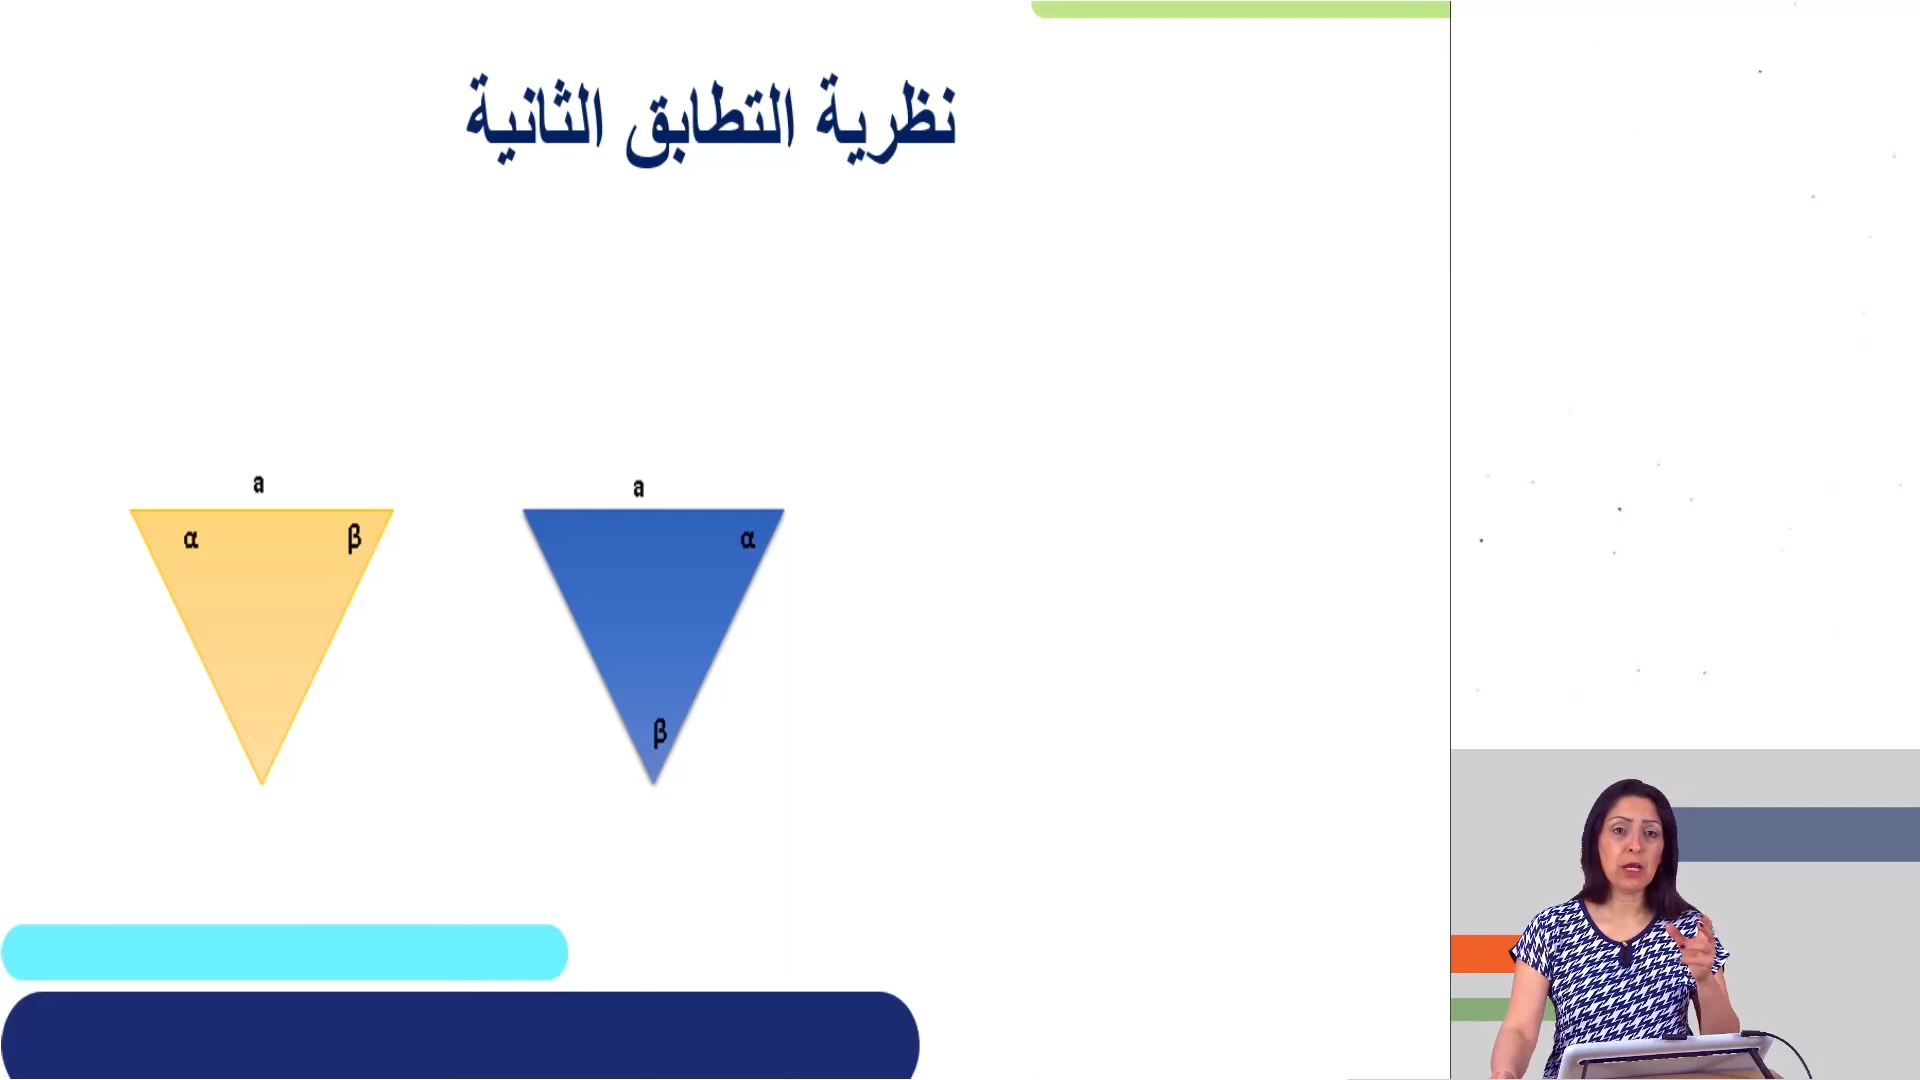 نظرية التطابق الثانية
a
a
α
β
α
β